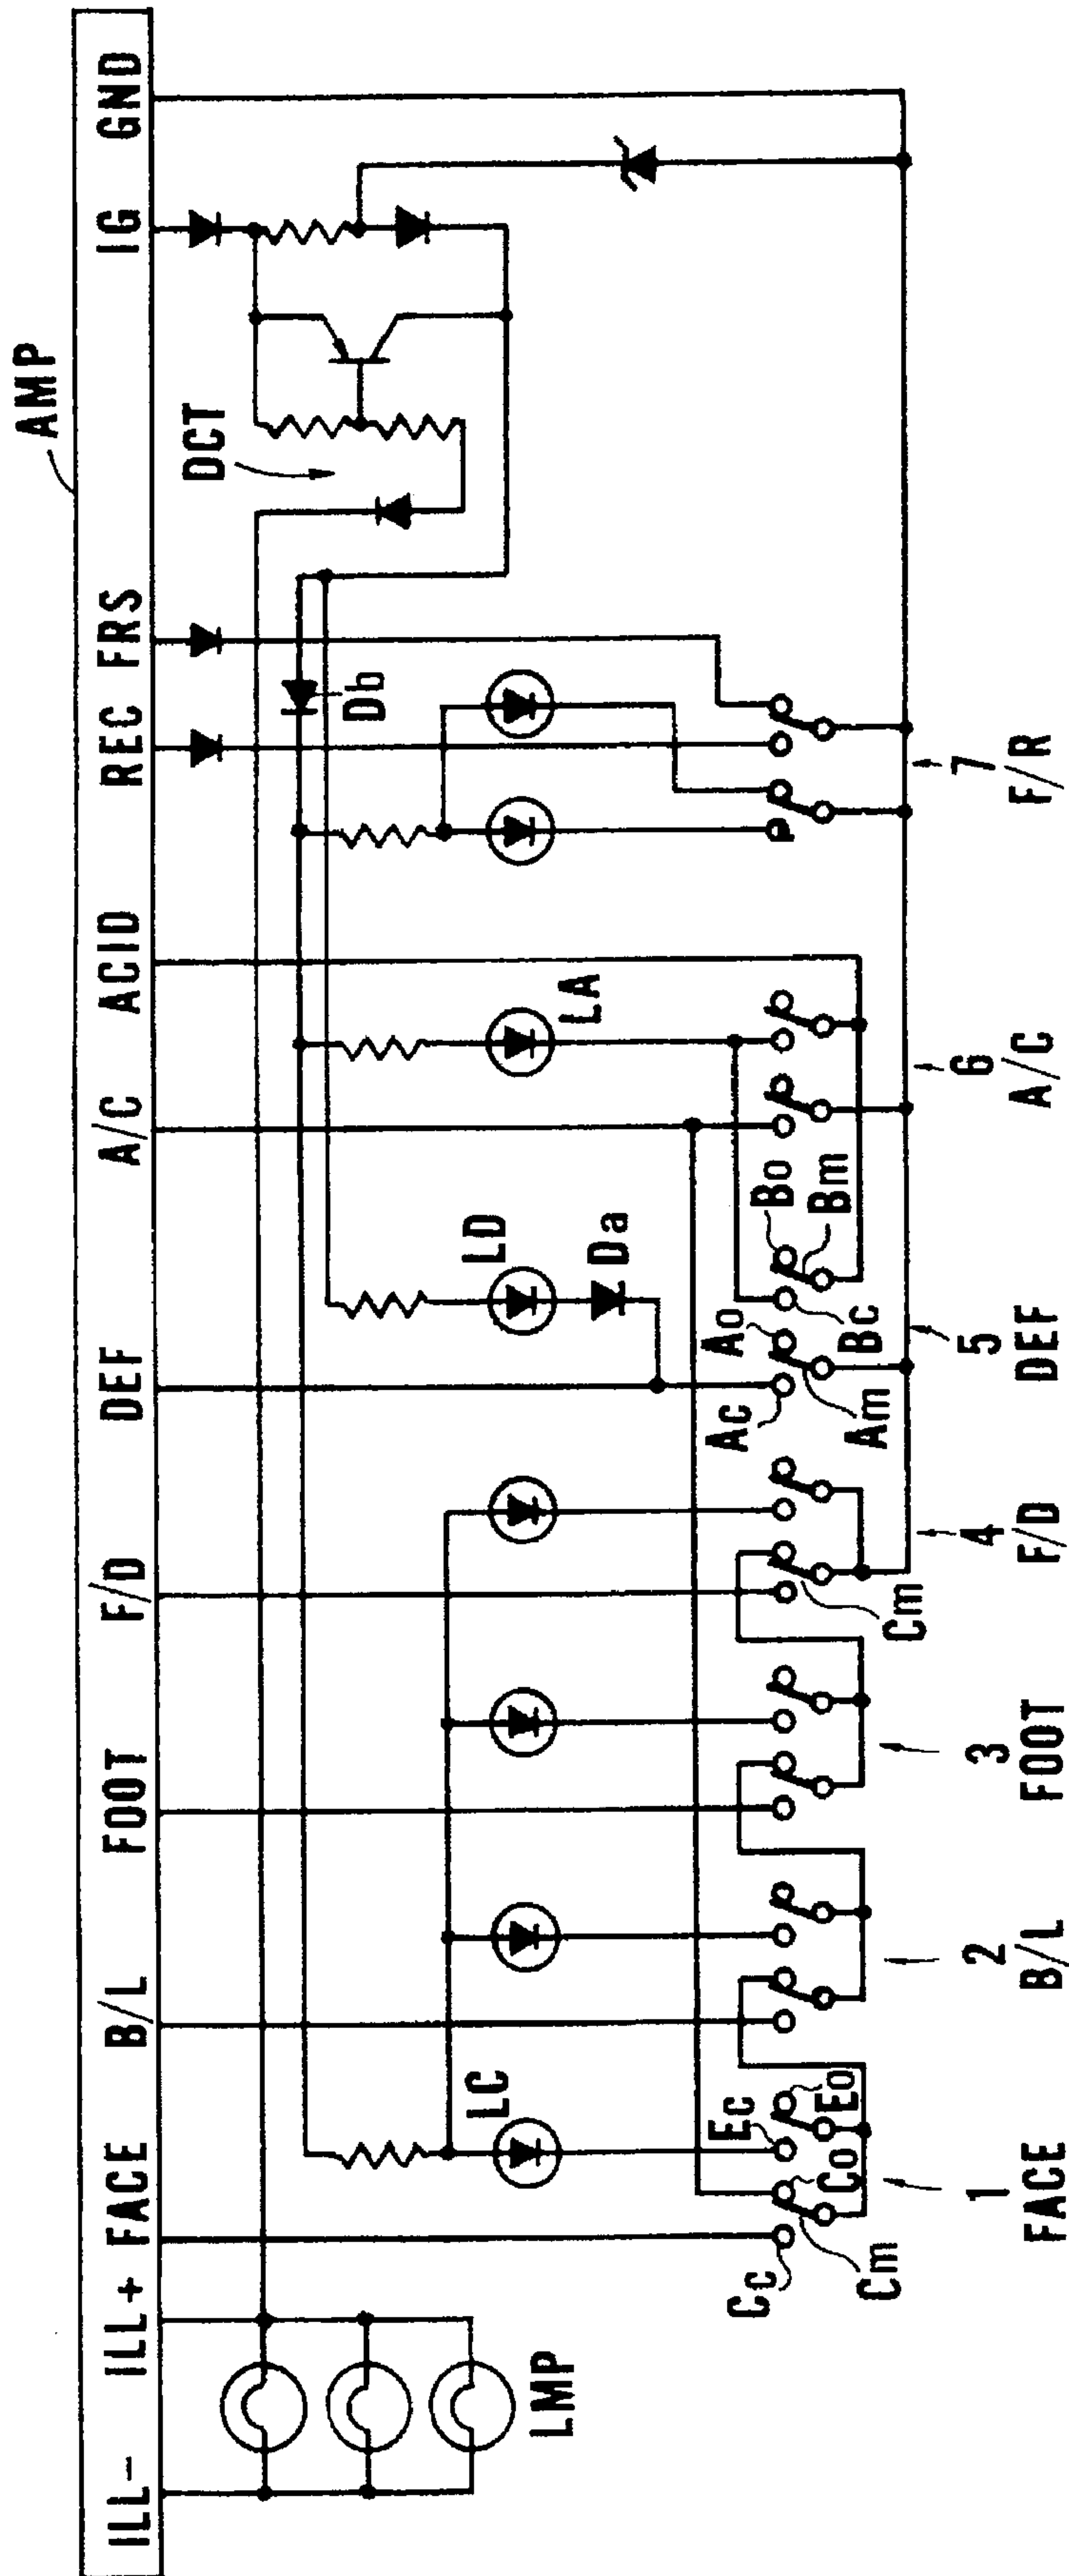 AMP
ILL−
ILL+
FACE
B/L
FOOT
F/D
DEF
A/C
ACID
REC
FRS
IG
GND
DCT
Db
LMP
LC
LD
Da
LA
Cc
Cm
Co
Ec
Eo
Cm
Ac
Am
Ao
Bc
Bo
Bm
1
FACE
2
B/L
3
FOOT
4
F/D
5
DEF
6
A/C
7
F/R